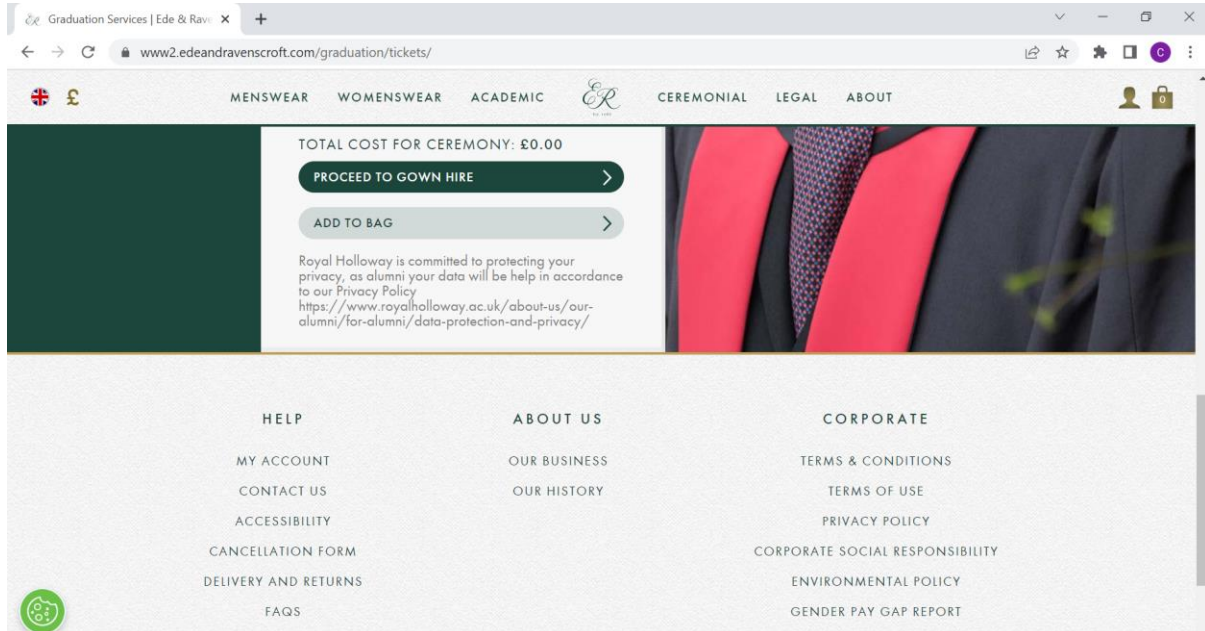 Graduation Services | Ede & Rave
www2.edeandravenscroft.com/graduation/tickets/
C
£
MENSWEAR WOMENSWEAR ACADEMIC ER CEREMONIAL LEGAL ABOUT
0
TOTAL COST FOR CEREMONY: £0.00
PROCEED TO GOWN HIRE
ADD TO BAG
Royal Holloway is committed to protecting your
privacy, as alumni your data will be help in accordance
to our Privacy Policy
https://www.royalholloway.ac.uk/about-us/our-
alumni/for-alumni/data-protection-and-privacy/
HELP
MY ACCOUNT
CONTACT US
ACCESSIBILITY
CANCELLATION FORM
DELIVERY AND RETURNS
FAQS
ABOUT US
OUR BUSINESS
OUR HISTORY
CORPORATE
TERMS & CONDITIONS
TERMS OF USE
PRIVACY POLICY
CORPORATE SOCIAL RESPONSIBILITY
ENVIRONMENTAL POLICY
GENDER PAY GAP REPORT